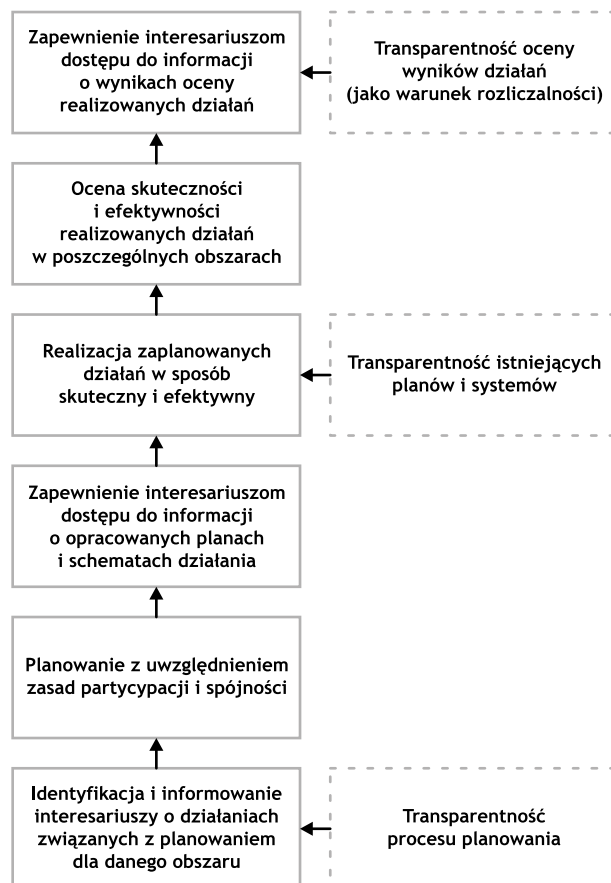 Zapewnienie interesariuszom
dostępu do informacji
o wynikach oceny
realizowanych działań
Transparentność oceny
wyników działań
(jako warunek rozliczalności)
Ocena skuteczności
i efektywności
realizowanych działań
w poszczególnych obszarach
Realizacja zaplanowanych
działań w sposób
skuteczny i efektywny
Transparentność istniejących
planów i systemów
Zapewnienie interesariuszom
dostępu do informacji
o opracowanych planach
i schematach działania
Planowanie z uwzględnieniem
zasad partycypacji i spójności
Identyfikacja i informowanie
interesariuszy o działaniach
związanych z planowaniem
dla danego obszaru
Transparentność
procesu planowania